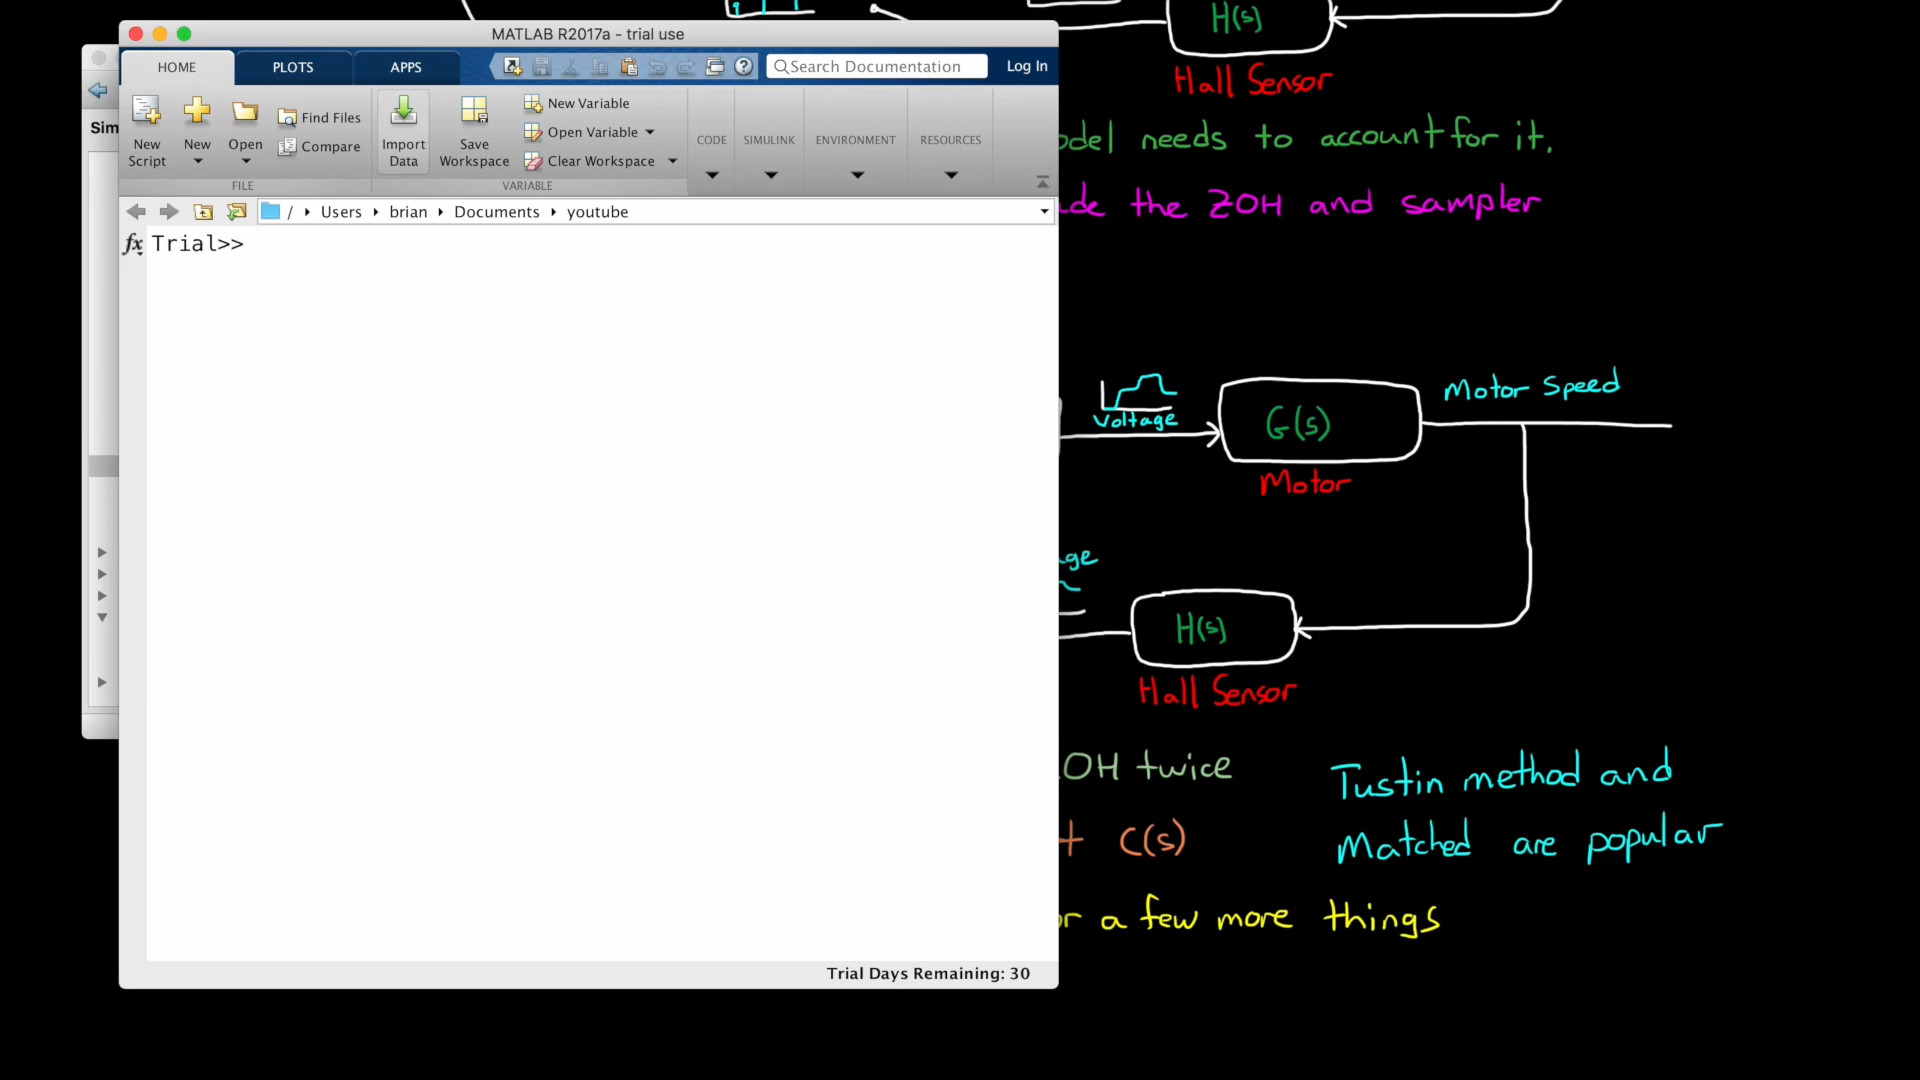 MATLAB R2017a - trial use
HOME
PLOTS
APPS
Search Documentation
Log In
New Script
New
Open
Find Files
Compare
Import Data
Save Workspace
New Variable
Open Variable
Clear Workspace
CODE
SIMULINK
ENVIRONMENT
RESOURCES
FILE
VARIABLE
/ Users brian Documents youtube
fx Trial>>
Trial Days Remaining: 30
Sim
H(s)
Hall Sensor
odel needs to account for it.
de the ZOH and sampler
Voltage
G(s)
Motor
Motor Speed
ge
H(s)
Hall Sensor
OH twice
C(s)
Tustin method and
Matched are popular
or a few more things